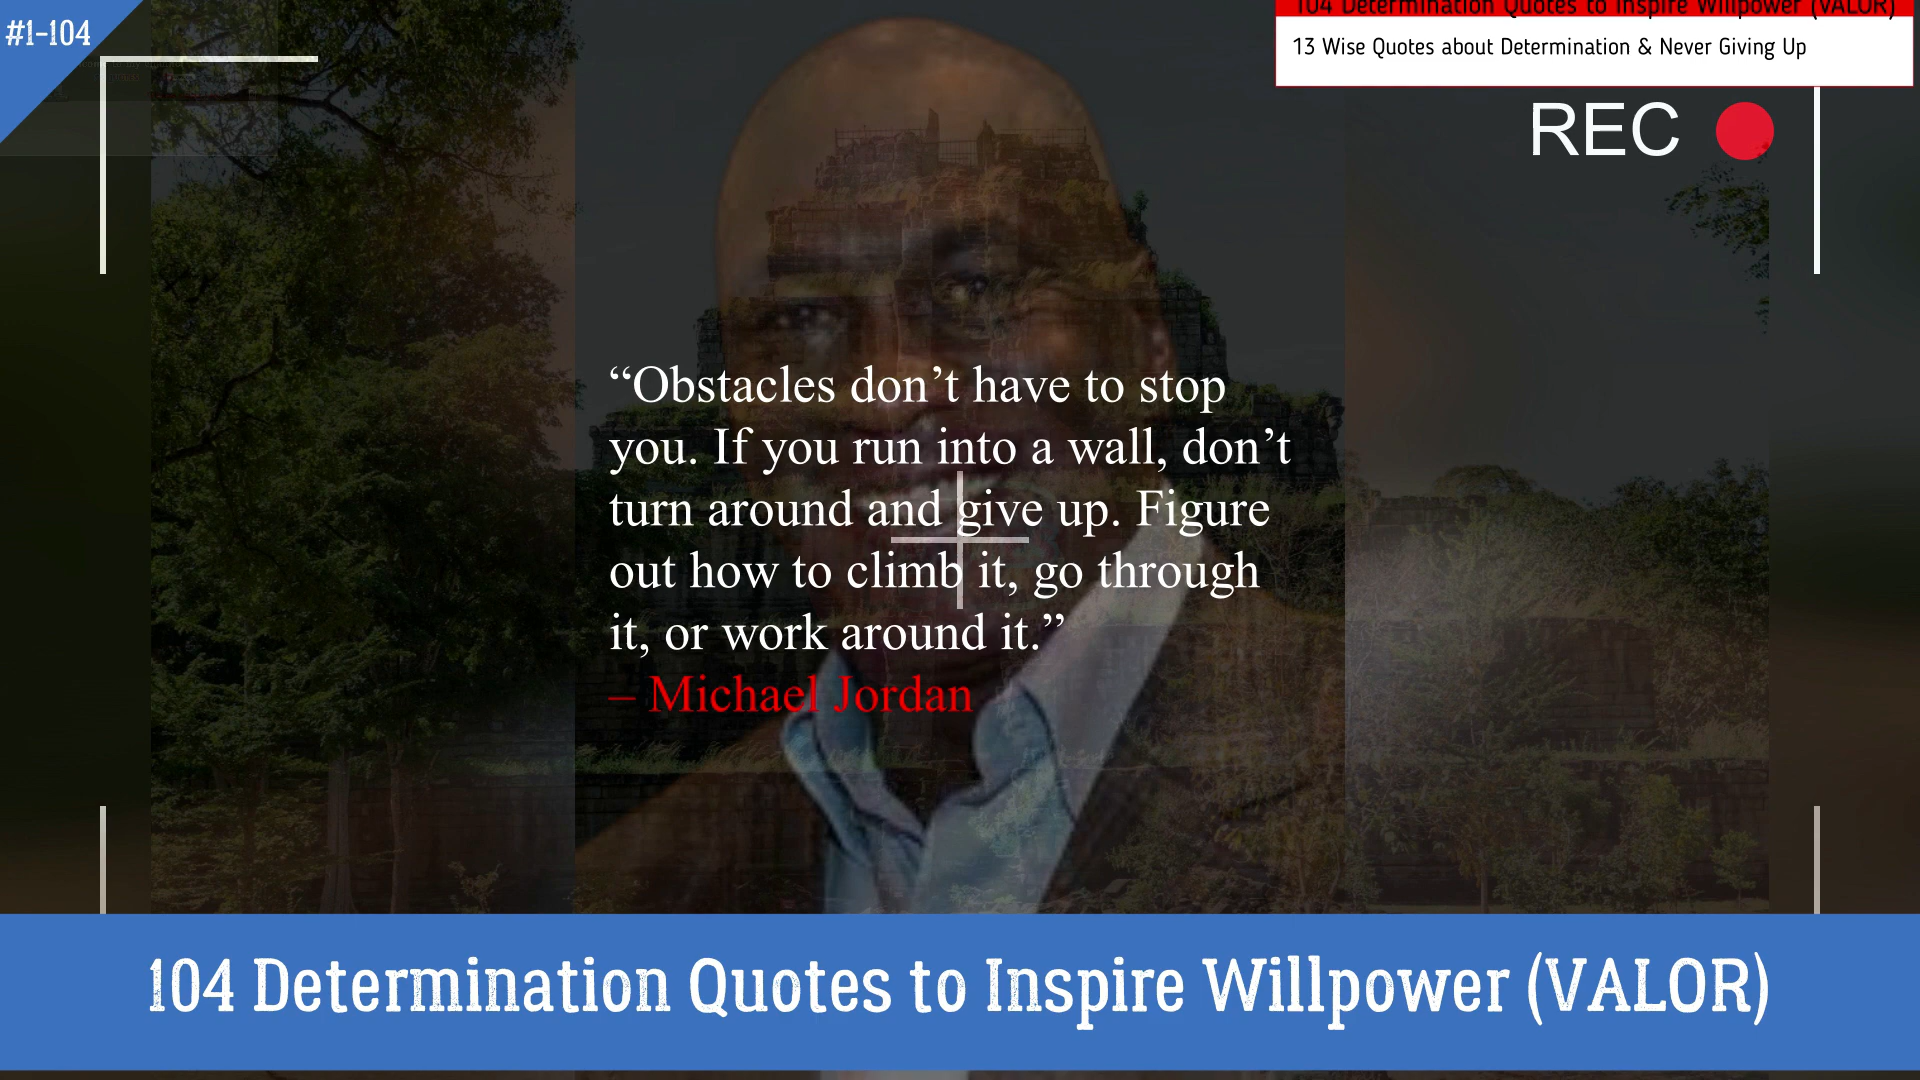 #1-104
104 Determination Quotes to Inspire Willpower (VALOR)
13 Wise Quotes about Determination & Never Giving Up
REC
“Obstacles don’t have to stop
you. If you run into a wall, don’t
turn around and give up. Figure
out how to climb it, go through
it, or work around it.”
– Michael Jordan
104 Determination Quotes to Inspire Willpower (VALOR)